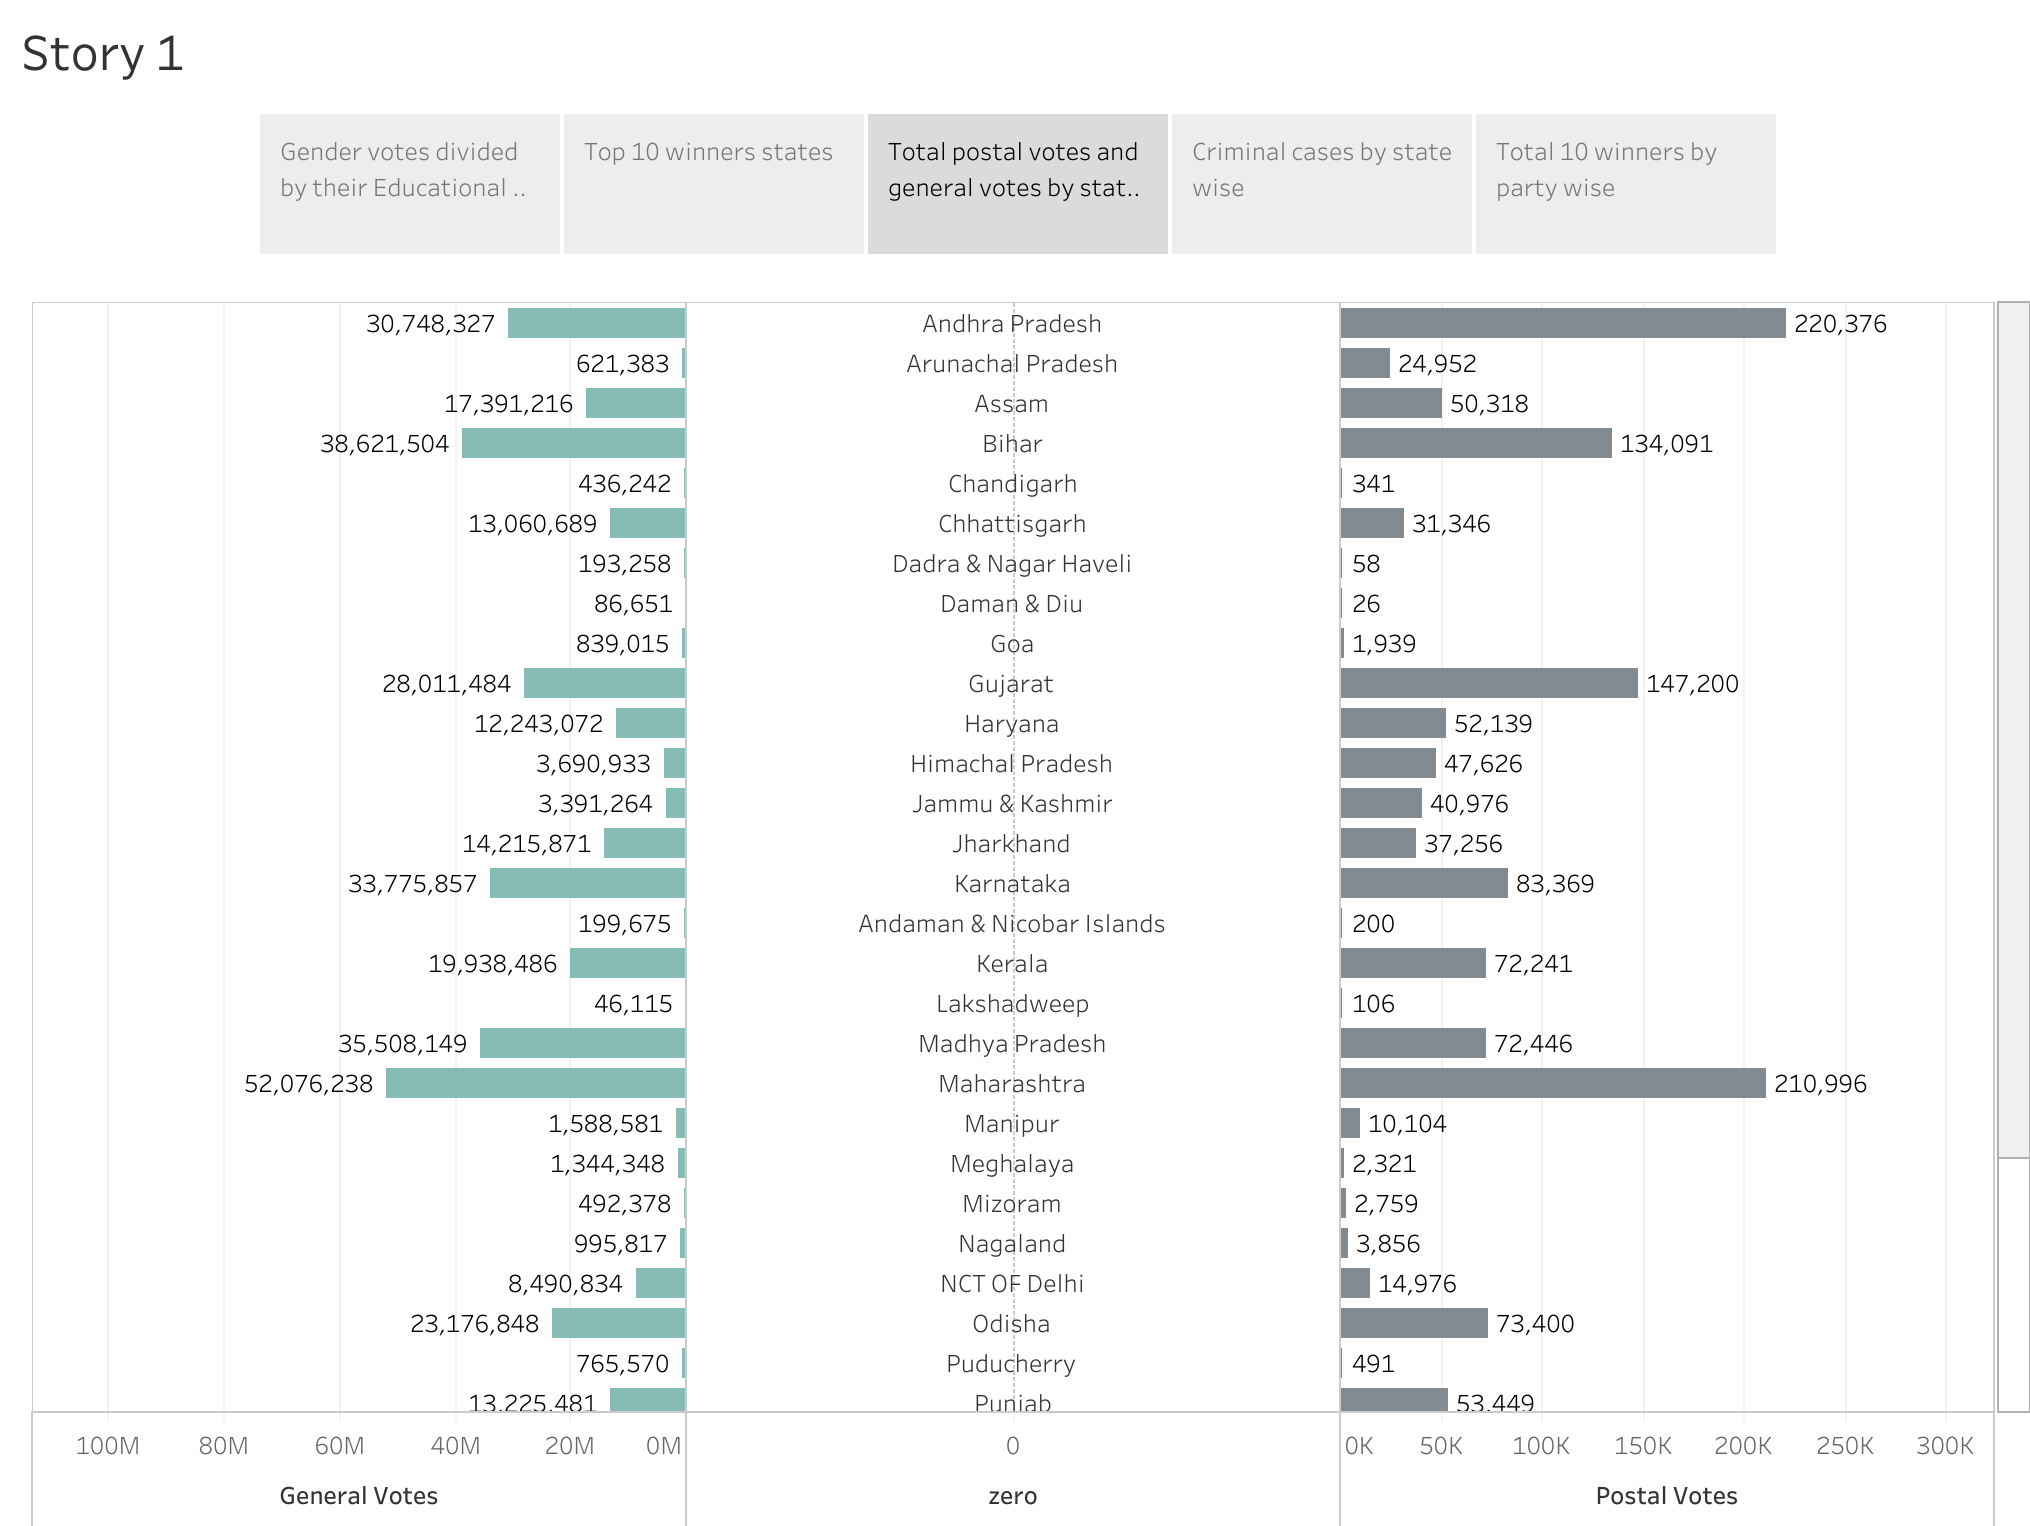 Story 1
Gender votes divided
by their Educational ..
Top 10 winners states
Total postal votes and
general votes by stat..
Criminal cases by state
wise
Total 10 winners by
party wise
30,748,327 Andhra Pradesh 220,376
621,383 Arunachal Pradesh 24,952
17,391,216 Assam 50,318
38,621,504 Bihar 134,091
436,242 Chandigarh 341
13,060,689 Chhattisgarh 31,346
193,258 Dadra & Nagar Haveli 58
86,651 Daman & Diu 26
839,015 Goa 1,939
28,011,484 Gujarat 147,200
12,243,072 Haryana 52,139
3,690,933 Himachal Pradesh 47,626
3,391,264 Jammu & Kashmir 40,976
14,215,871 Jharkhand 37,256
33,775,857 Karnataka 83,369
199,675 Andaman & Nicobar Islands 200
19,938,486 Kerala 72,241
46,115 Lakshadweep 106
35,508,149 Madhya Pradesh 72,446
52,076,238 Maharashtra 210,996
1,588,581 Manipur 10,104
1,344,348 Meghalaya 2,321
492,378 Mizoram 2,759
995,817 Nagaland 3,856
8,490,834 NCT OF Delhi 14,976
23,176,848 Odisha 73,400
765,570 Puducherry 491
13,225,481 Punjab 53,449
100M 80M 60M 40M 20M 0M 0 0K 50K 100K 150K 200K 250K 300K
General Votes zero Postal Votes